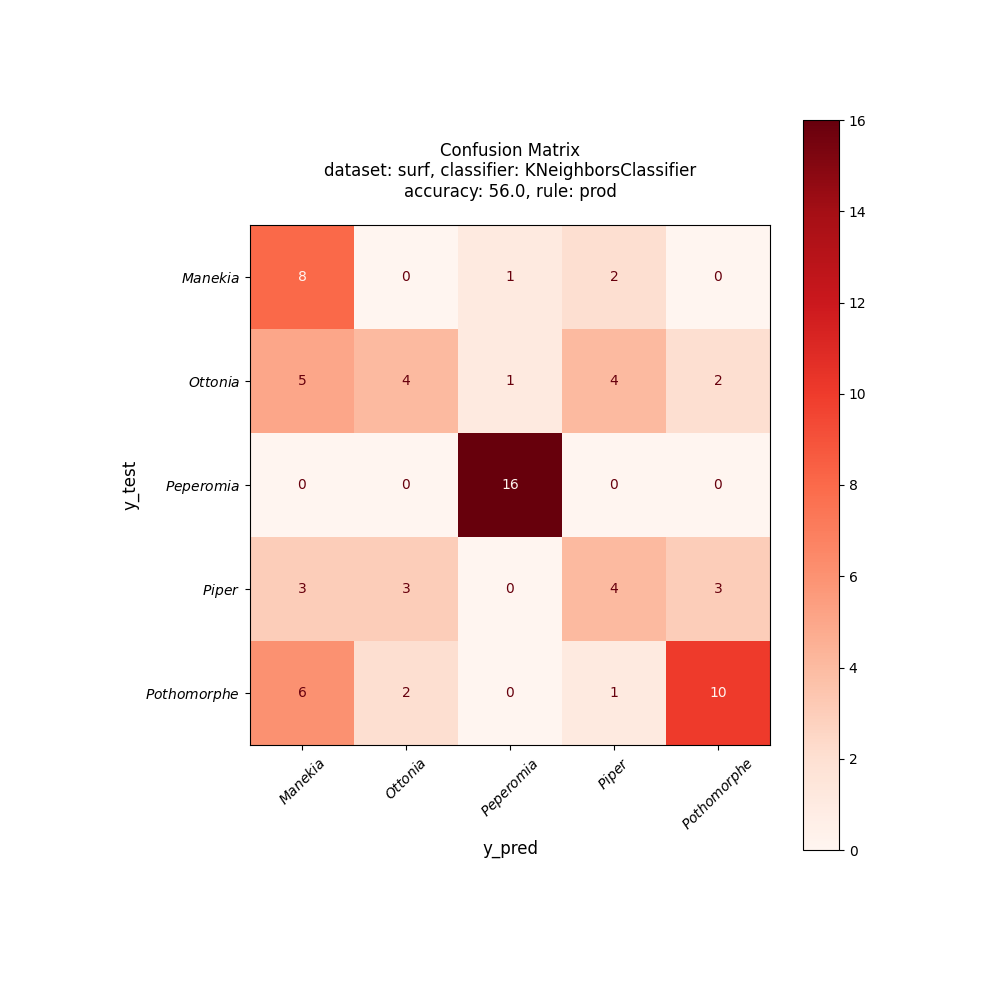 Confusion Matrix
dataset: surf, classifier: KNeighborsClassifier
accuracy: 56.0, rule: prod
y_test
Manekia 8 0 1 2 0
Ottonia 5 4 1 4 2
Peperomia 0 0 16 0 0
Piper 3 3 0 4 3
Pothomorphe 6 2 0 1 10
Manekia Ottonia Peperomia Piper Pothomorphe
y_pred
16
14
12
10
8
6
4
2
0